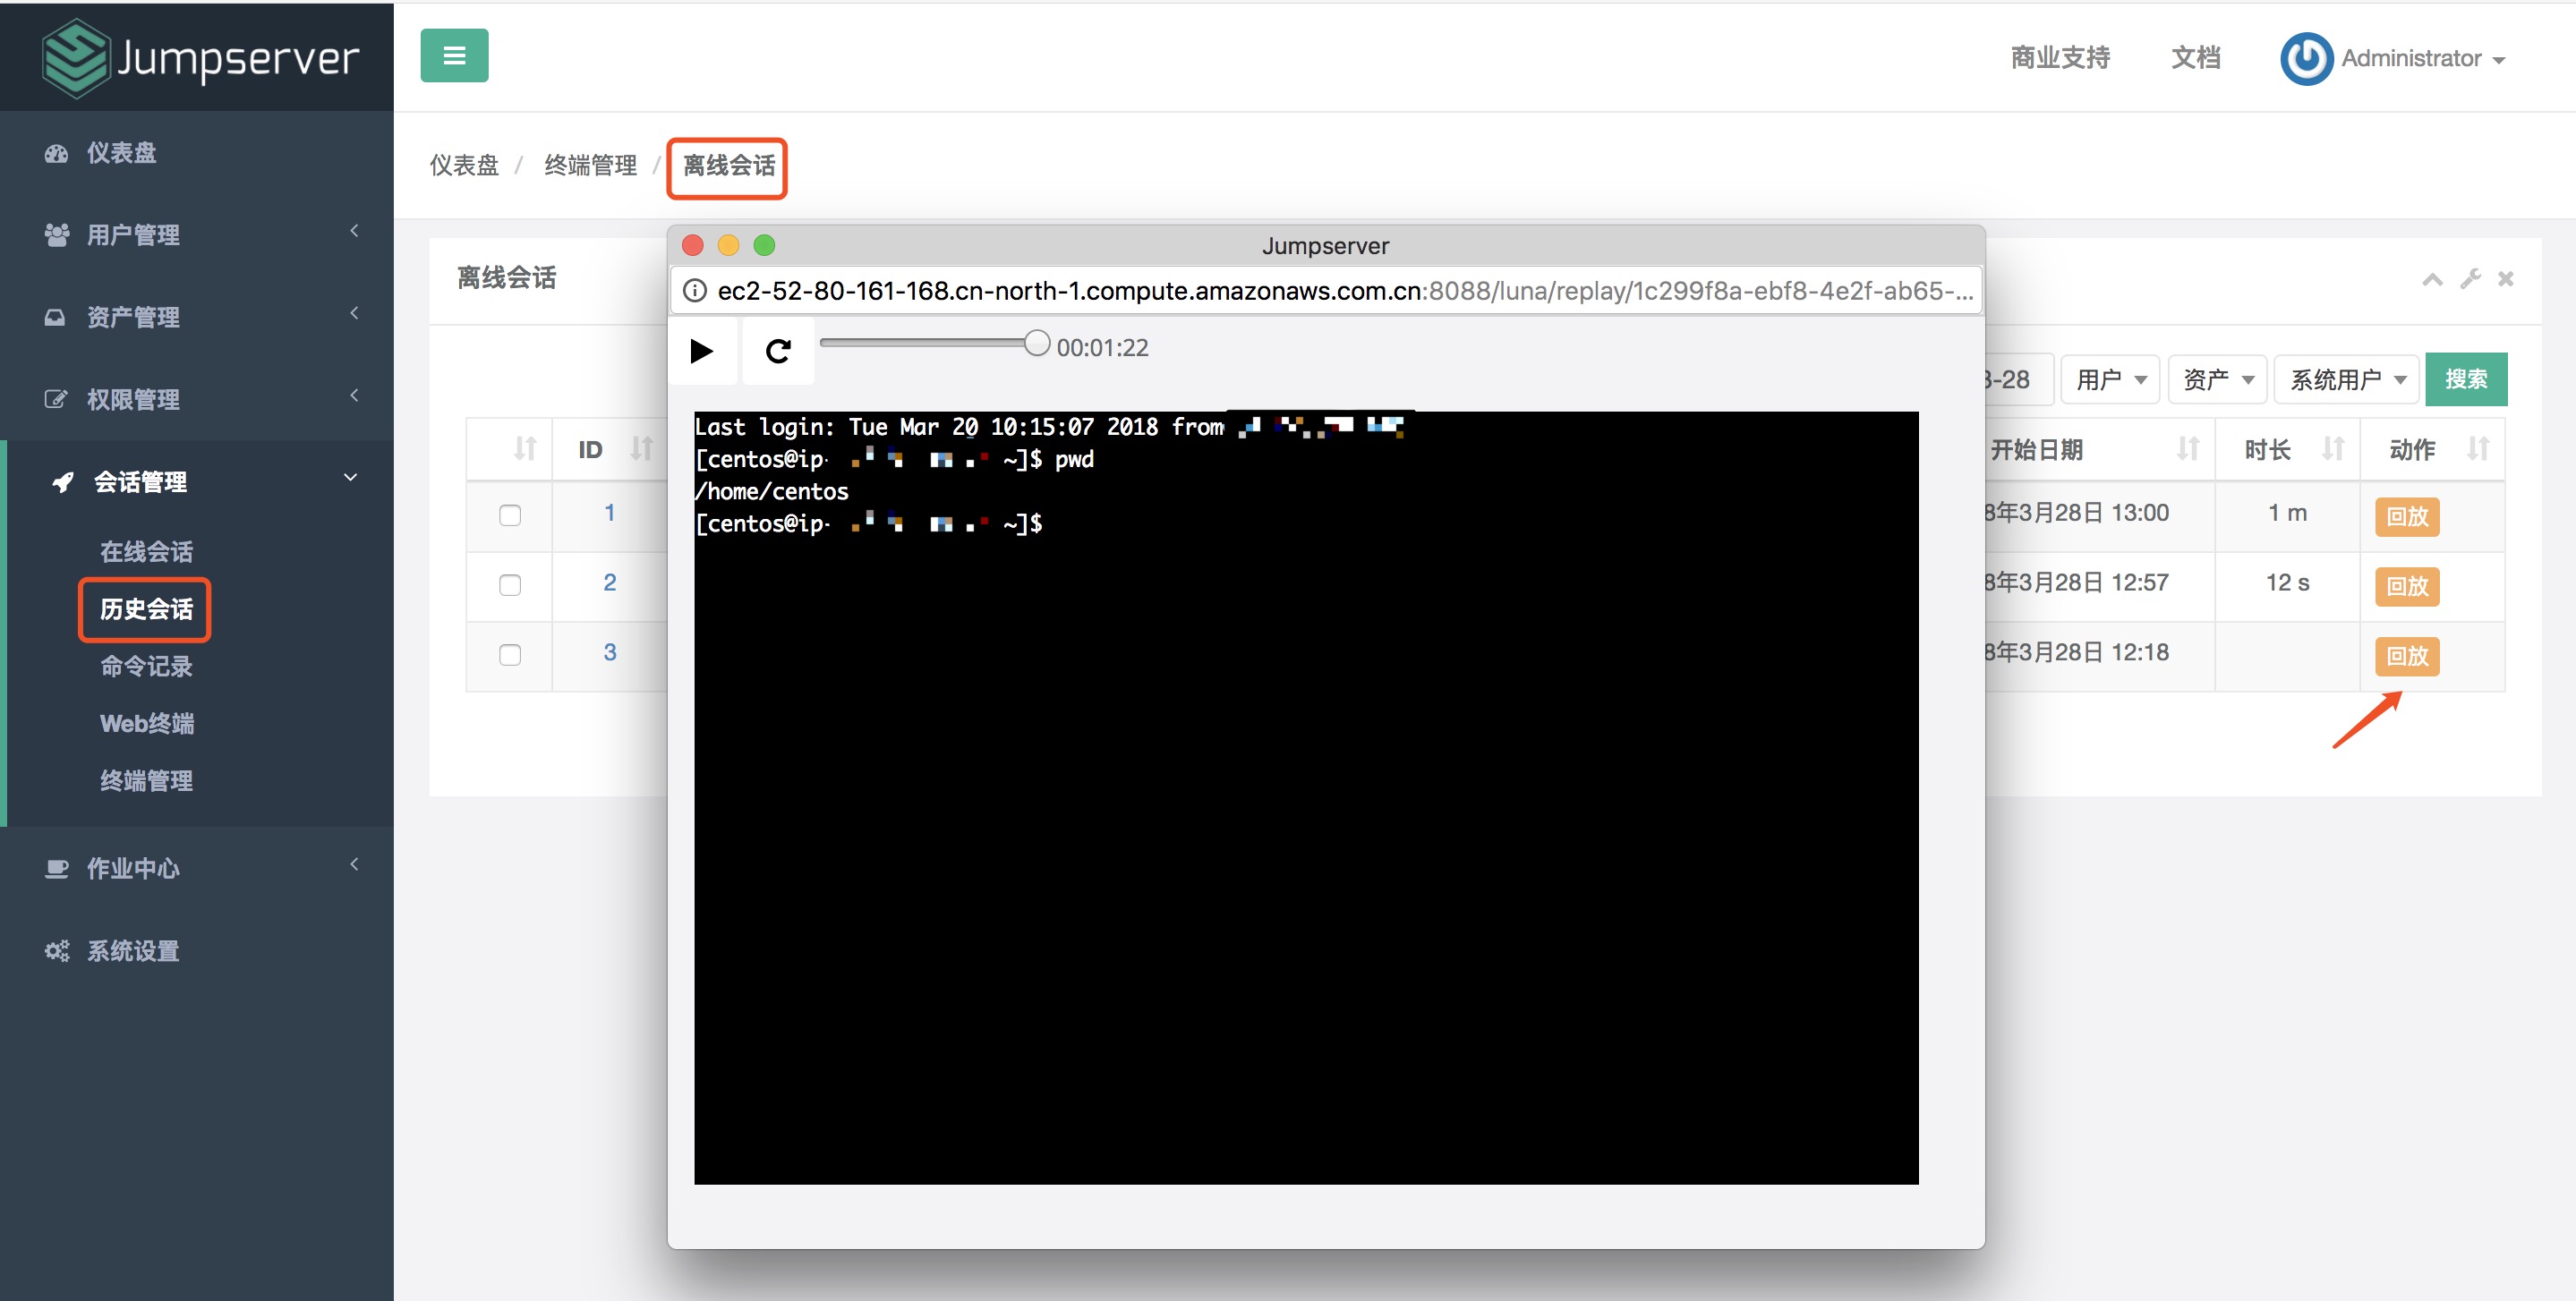 Jumpserver
商业支持
文档
Administrator
仪表盘
用户管理
资产管理
权限管理
会话管理
在线会话
历史会话
命令记录
Web终端
终端管理
作业中心
系统设置
仪表盘 / 终端管理 / 离线会话
离线会话
Jumpserver
ec2-52-80-161-168.cn-north-1.compute.amazonaws.com.cn:8088/luna/replay/1c299f8a-ebf8-4e2f-ab65-...
00:01:22
Last login: Tue Mar 20 10:15:07 2018 from
[centos@ip- ~]$ pwd
/home/centos
[centos@ip- ~]$
3-28 用户 资产 系统用户 搜索
ID 开始日期 时长 动作
1 8年3月28日 13:00 1 m 回放
2 8年3月28日 12:57 12 s 回放
3 8年3月28日 12:18 回放